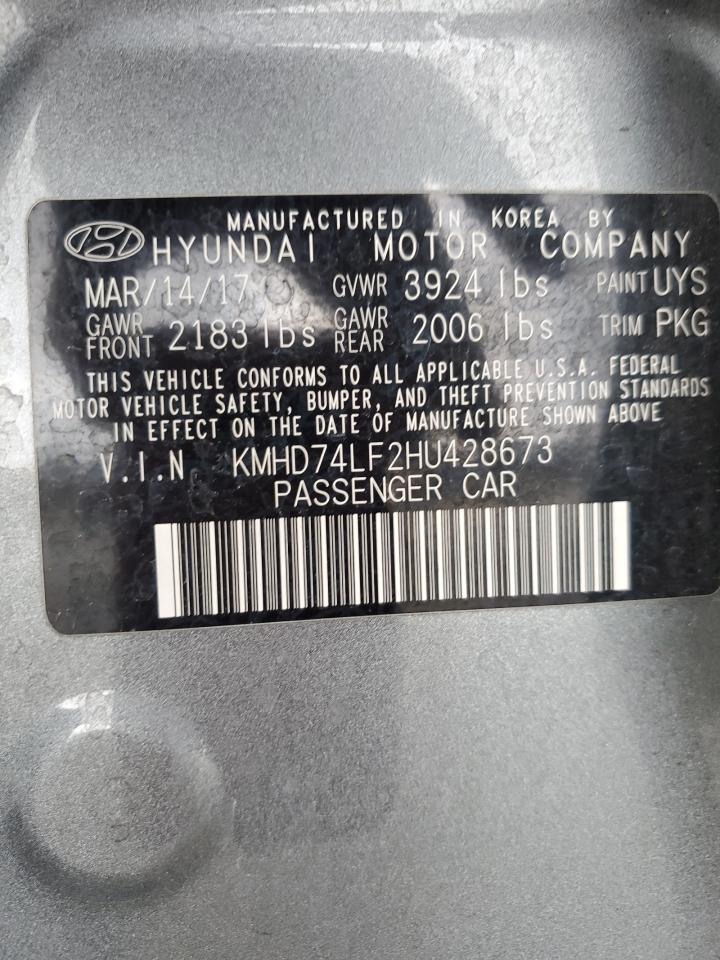 MANUFACTURED IN KOREA BY
HYUNDAI MOTOR COMPANY
MAR/14/17 GVWR 3924 lbs PAINT UYS
GAWR FRONT 2183 lbs GAWR REAR 2006 lbs TRIM PKG
THIS VEHICLE CONFORMS TO ALL APPLICABLE U.S.A. FEDERAL
MOTOR VEHICLE SAFETY, BUMPER, AND THEFT PREVENTION STANDARDS
IN EFFECT ON THE DATE OF MANUFACTURE SHOWN ABOVE
V.I.N KMHD74LF2HU428673
PASSENGER CAR